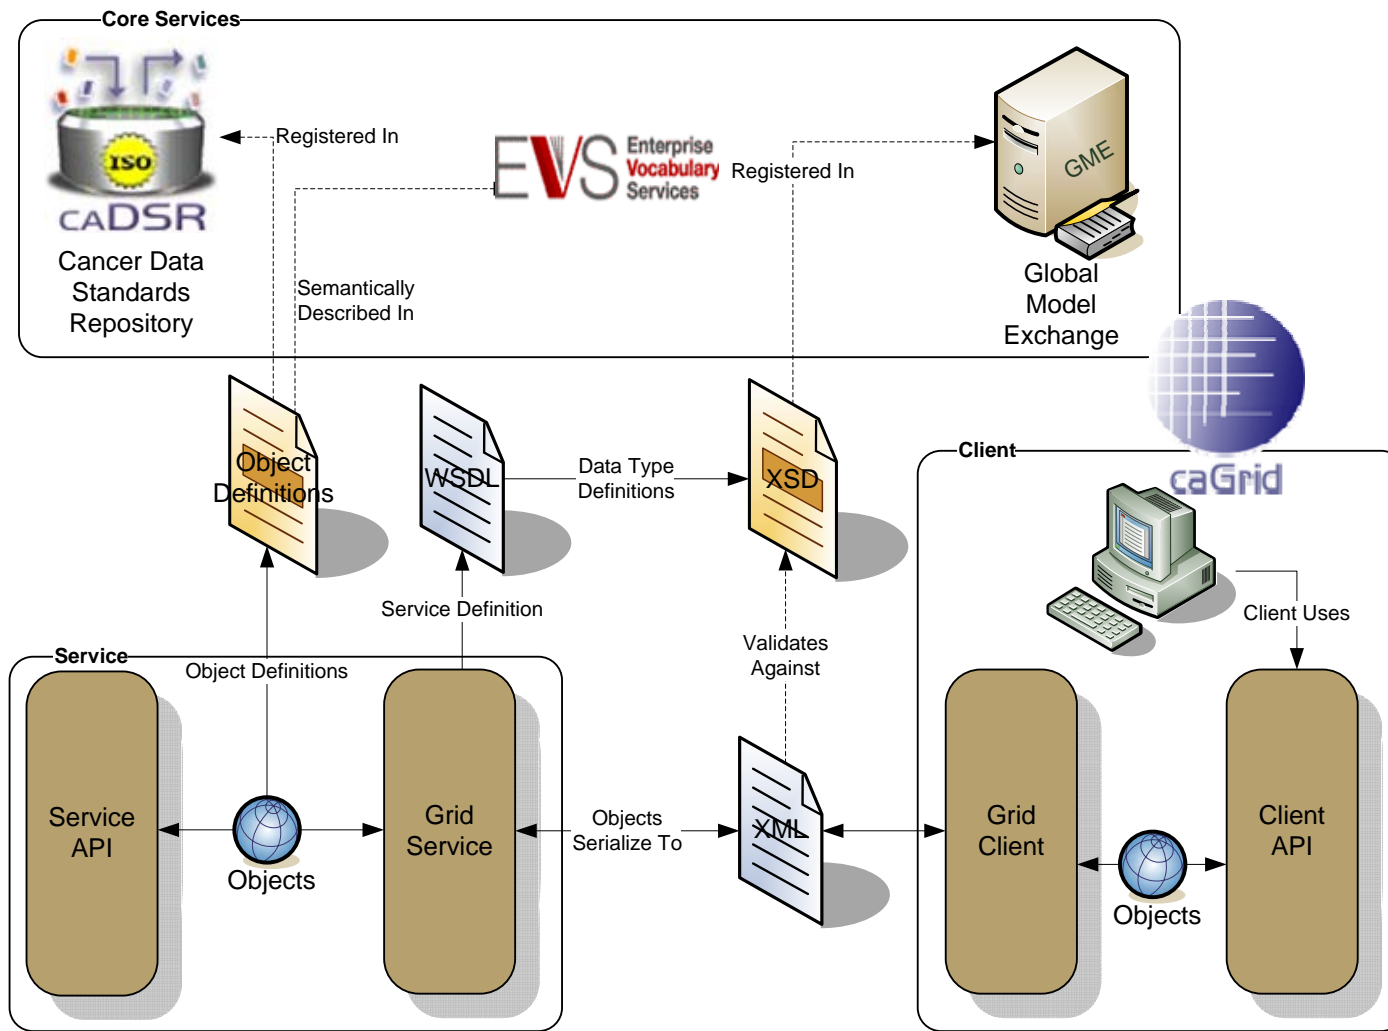 Core Services
ISO
caDSR
Cancer Data
Standards
Repository
Registered In
Semantically
Described In
EVS
Enterprise
Vocabulary
Services
Registered In
GME
Global
Model
Exchange
caGrid
Object
Definitions
WSDL
Data Type
Definitions
XSD
Client
Service Definition
Object Definitions
Validates
Against
Client Uses
Service
Service
API
Objects
Grid
Service
Objects
Serialize To
XML
Grid
Client
Objects
Client
API